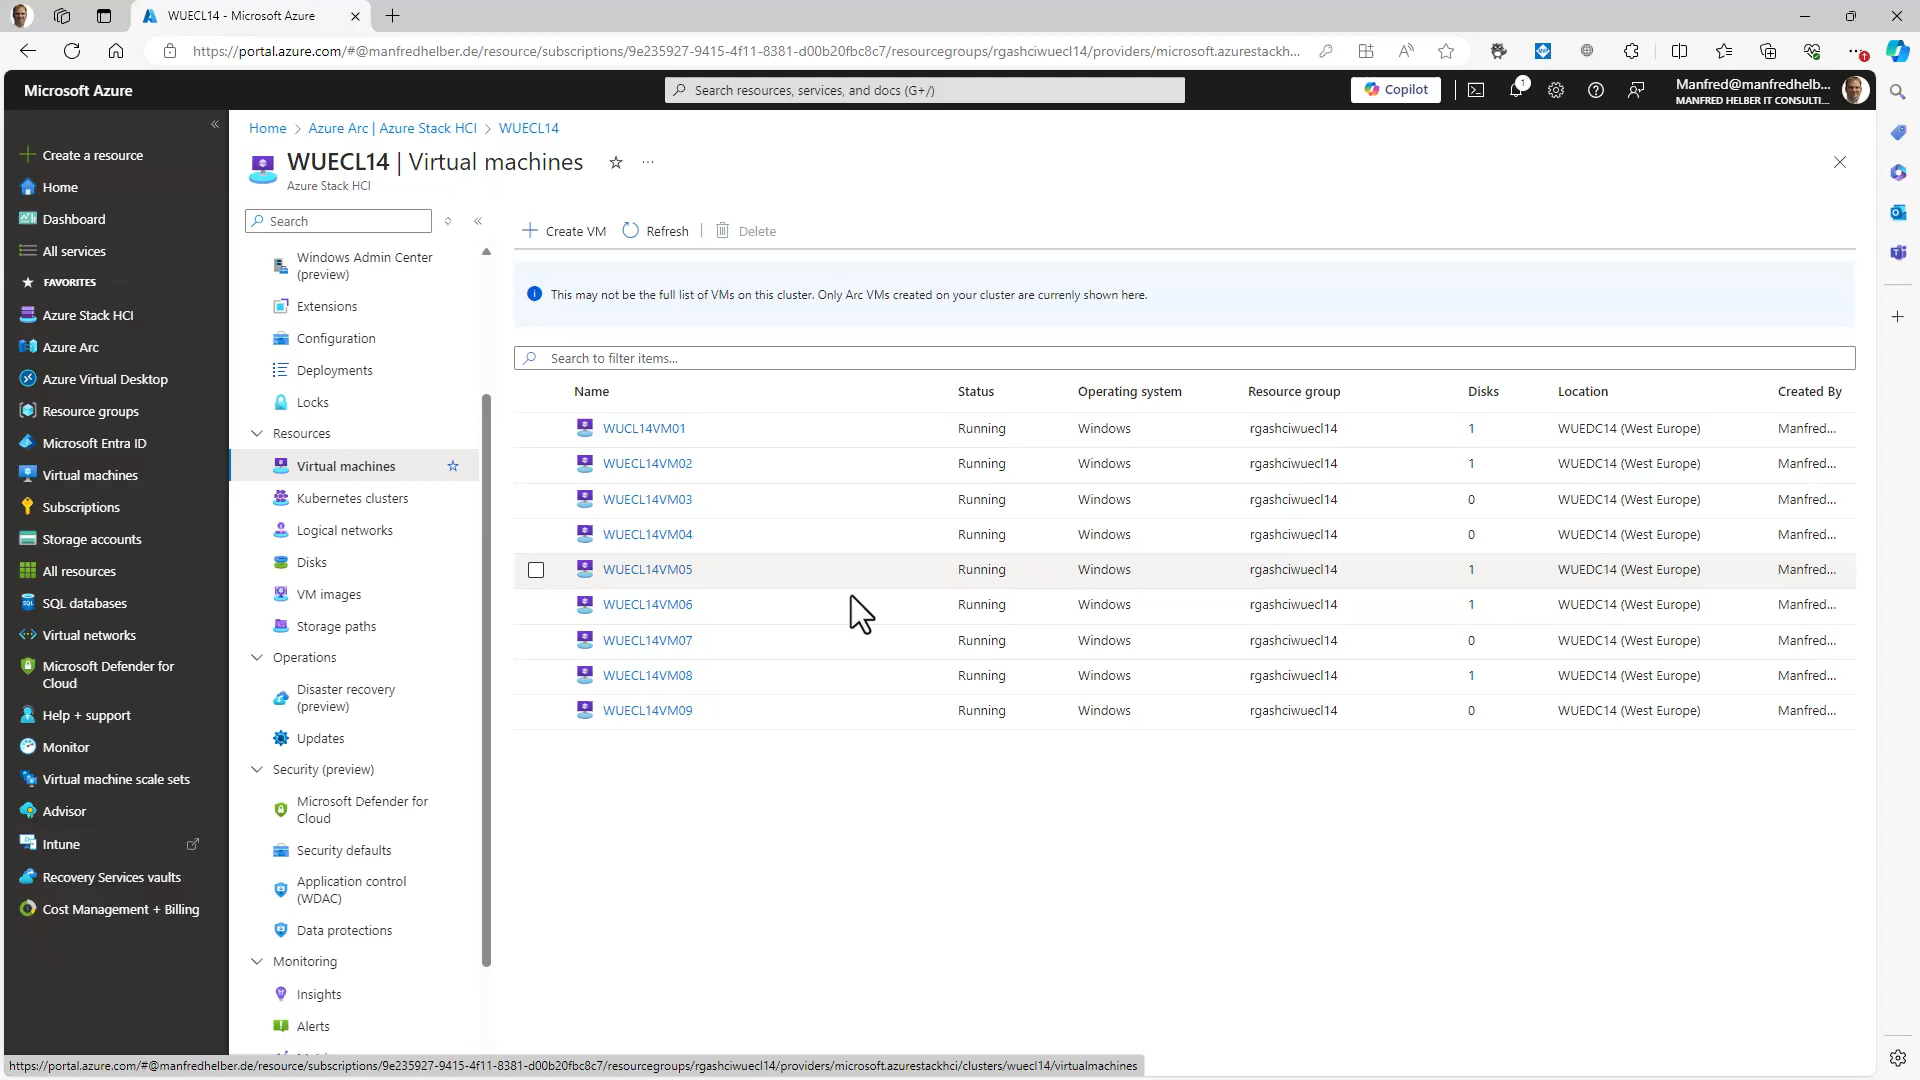 WUECL14 - Microsoft Azure
https://portal.azure.com/#@manfredhelber.de/resource/subscriptions/9e235927-9415-4f11-8381-d00b20fbc8c7/resourcegroups/rgashciwuecl14/providers/microsoft.azurestackh...
Microsoft Azure
Search resources, services, and docs (G+/)
Copilot
1
Manfred@manfredhelb...
MANFRED HELBER IT CONSULTI...
Create a resource
Home
Dashboard
All services
FAVORITES
Azure Stack HCI
Azure Arc
Azure Virtual Desktop
Resource groups
Microsoft Entra ID
Virtual machines
Subscriptions
Storage accounts
All resources
SQL databases
Virtual networks
Microsoft Defender for
Cloud
Help + support
Monitor
Virtual machine scale sets
Advisor
Intune
Recovery Services vaults
Cost Management + Billing
Home > Azure Arc | Azure Stack HCI > WUECL14
WUECL14 | Virtual machines
Azure Stack HCI
Search
Windows Admin Center
(preview)
Extensions
Configuration
Deployments
Locks
Resources
Virtual machines
Kubernetes clusters
Logical networks
Disks
VM images
Storage paths
Operations
Disaster recovery
(preview)
Updates
Security (preview)
Microsoft Defender for
Cloud
Security defaults
Application control
(WDAC)
Data protections
Monitoring
Insights
Alerts
Create VM Refresh Delete
This may not be the full list of VMs on this cluster. Only Arc VMs created on your cluster are currenly shown here.
Search to filter items...
Name Status Operating system Resource group Disks Location Created By
WUCL14VM01 Running Windows rgashciwuecl14 1 WUEDC14 (West Europe) Manfred...
WUECL14VM02 Running Windows rgashciwuecl14 1 WUEDC14 (West Europe) Manfred...
WUECL14VM03 Running Windows rgashciwuecl14 0 WUEDC14 (West Europe) Manfred...
WUECL14VM04 Running Windows rgashciwuecl14 0 WUEDC14 (West Europe) Manfred...
WUECL14VM05 Running Windows rgashciwuecl14 1 WUEDC14 (West Europe) Manfred...
WUECL14VM06 Running Windows rgashciwuecl14 1 WUEDC14 (West Europe) Manfred...
WUECL14VM07 Running Windows rgashciwuecl14 0 WUEDC14 (West Europe) Manfred...
WUECL14VM08 Running Windows rgashciwuecl14 1 WUEDC14 (West Europe) Manfred...
WUECL14VM09 Running Windows rgashciwuecl14 0 WUEDC14 (West Europe) Manfred...
https://portal.azure.com/#@manfredhelber.de/resource/subscriptions/9e235927-9415-4f11-8381-d00b20fbc8c7/resourcegroups/rgashciwuecl14/providers/microsoft.azurestackhci/clusters/wuecl14/virtualmachines